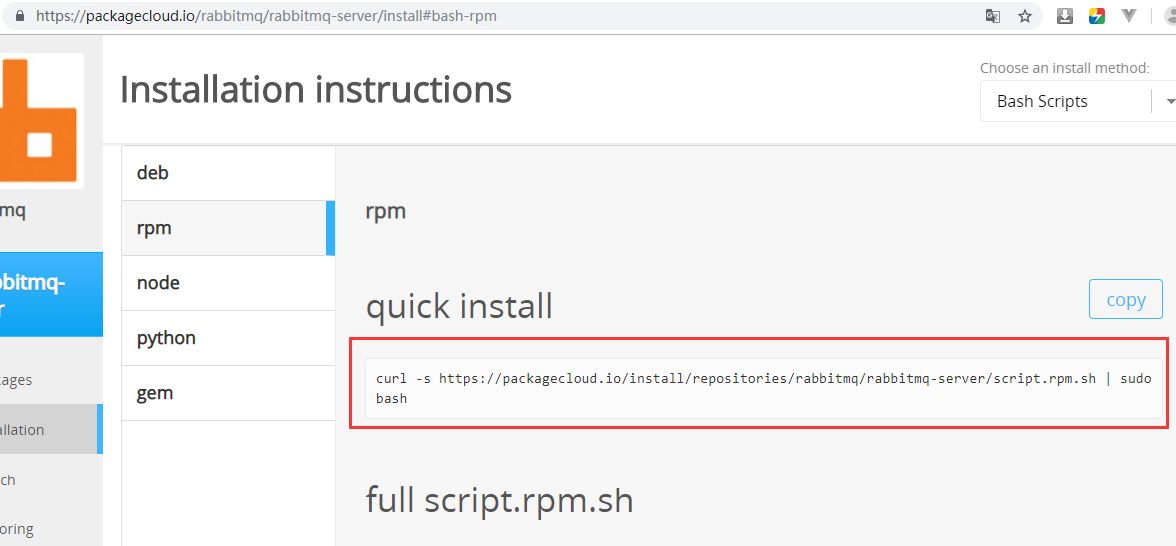 https://packagecloud.io/rabbitmq/rabbitmq-server/install#bash-rpm
Installation instructions
Choose an install method:
Bash Scripts
mq
bitmq-
r
ages
allation
ch
oring
deb
rpm
node
python
gem
rpm
quick install
copy
curl -s https://packagecloud.io/install/repositories/rabbitmq/rabbitmq-server/script.rpm.sh | sudo
bash
full script.rpm.sh